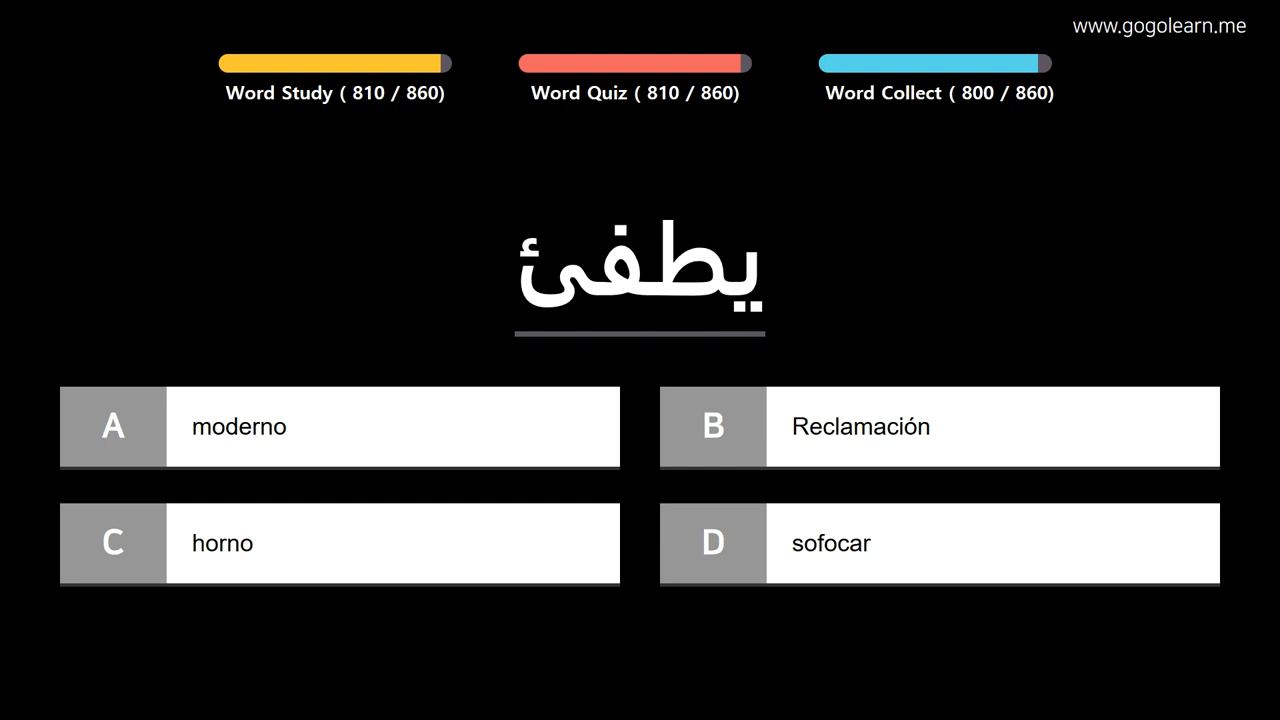 www.gogolearn.me
Word Study ( 810 / 860)
Word Quiz ( 810 / 860)
Word Collect ( 800 / 860)
يطفئ
A moderno
B Reclamación
C horno
D sofocar